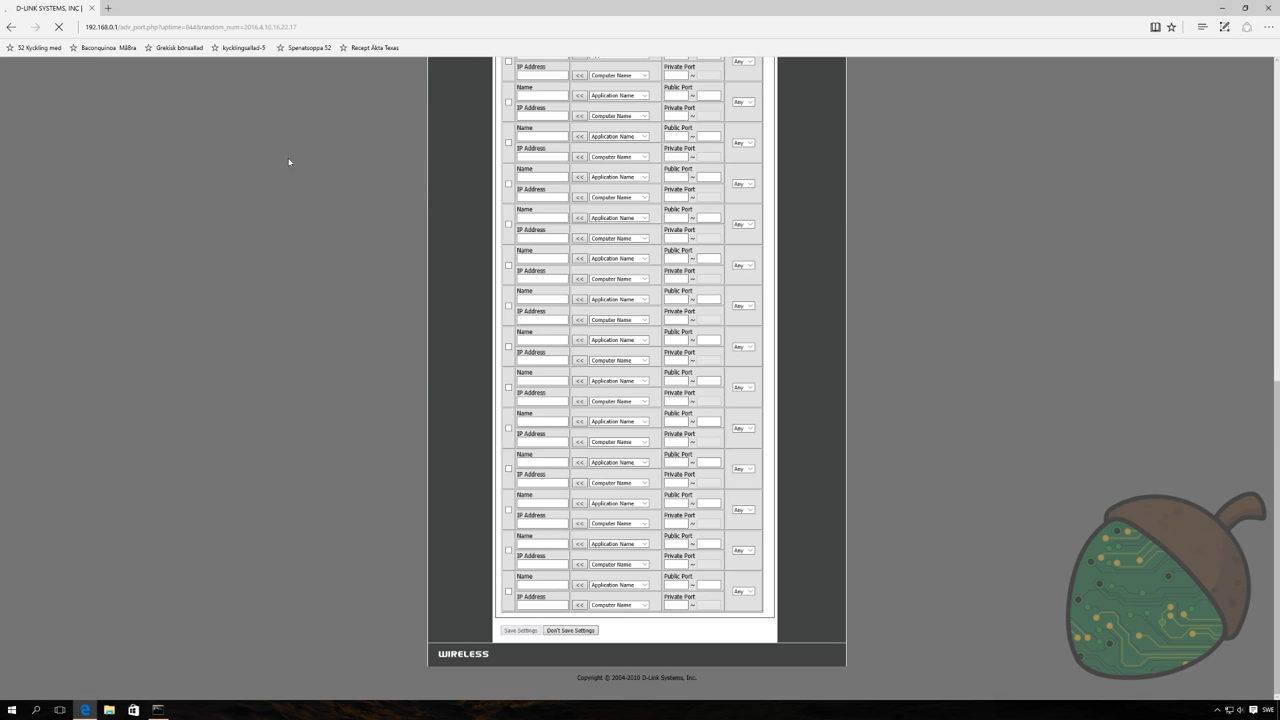 D-LINK SYSTEMS, INC |
192.168.0.1/adv_port.php?uptime=844&random_num=2016.4.10.16.22.17
52 Kyckling med Baconquinoa MåBra Grekisk bönsallad kycklingsallad-5 Spenatsoppa 52 Recept Äkta Texas
Any
IP Address Private Port
<< Computer Name ~
Name Public Port
<< Application Name ~ Any
IP Address Private Port
<< Computer Name ~
Name Public Port
<< Application Name ~ Any
IP Address Private Port
<< Computer Name ~
Name Public Port
<< Application Name ~ Any
IP Address Private Port
<< Computer Name ~
Name Public Port
<< Application Name ~ Any
IP Address Private Port
<< Computer Name ~
Name Public Port
<< Application Name ~ Any
IP Address Private Port
<< Computer Name ~
Name Public Port
<< Application Name ~ Any
IP Address Private Port
<< Computer Name ~
Name Public Port
<< Application Name ~ Any
IP Address Private Port
<< Computer Name ~
Name Public Port
<< Application Name ~ Any
IP Address Private Port
<< Computer Name ~
Name Public Port
<< Application Name ~ Any
IP Address Private Port
<< Computer Name ~
Name Public Port
<< Application Name ~ Any
IP Address Private Port
<< Computer Name ~
Name Public Port
<< Application Name ~ Any
IP Address Private Port
<< Computer Name ~
Name Public Port
<< Application Name ~ Any
IP Address Private Port
<< Computer Name ~
Name Public Port
<< Application Name ~ Any
IP Address Private Port
<< Computer Name ~
Save Settings Don't Save Settings
WIRELESS
Copyright © 2004-2010 D-Link Systems, Inc.
SWE